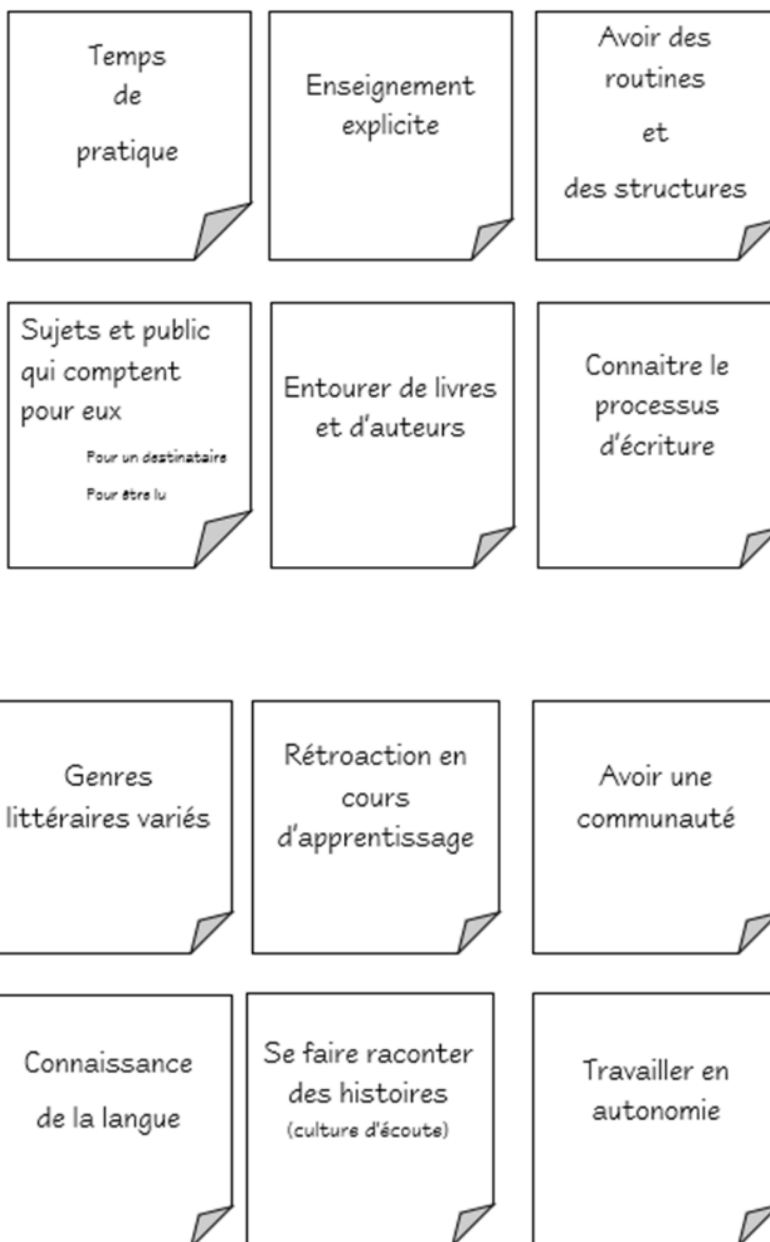 Temps
de
pratique
Enseignement
explicite
Avoir des
routines
et
des structures
Sujets et public
qui comptent
pour eux
Pour un destinataire
Pour être lu
Entourer de livres
et d'auteurs
Connaitre le
processus
d'écriture
Genres
littéraires variés
Rétroaction en
cours
d'apprentissage
Avoir une
communauté
Connaissance
de la langue
Se faire raconter
des histoires
(culture d'écoute)
Travailler en
autonomie